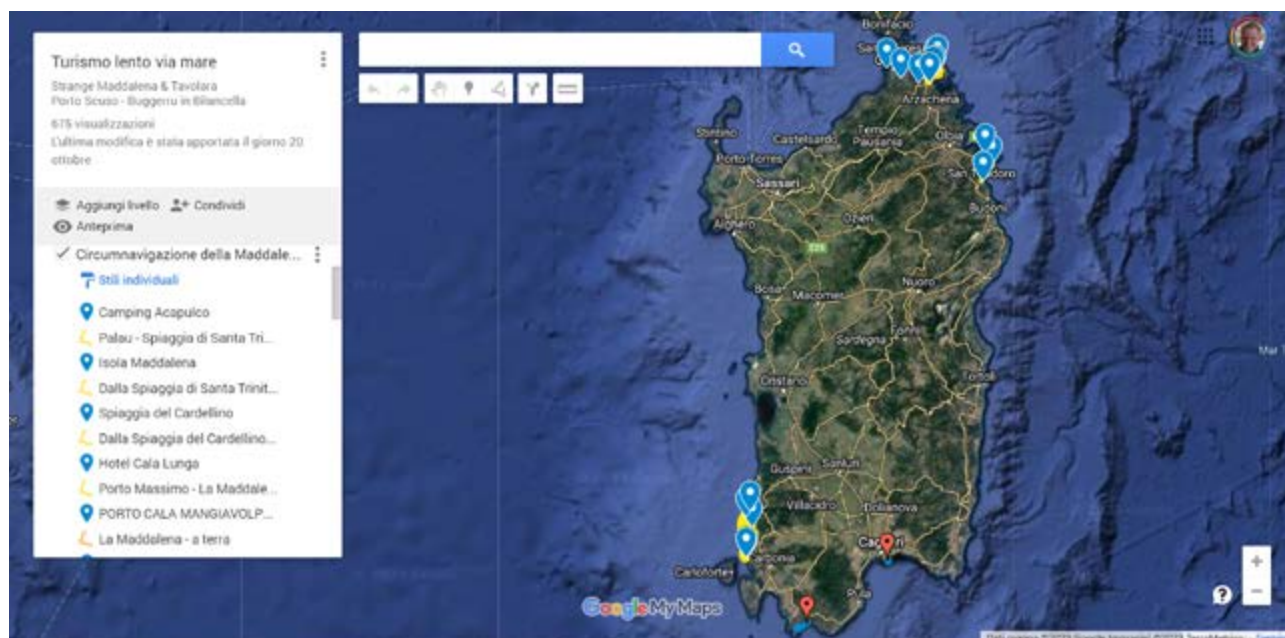 Turismo lento via mare
Strange Maddalena & Tavolara
Porto Scuso - Buggerru in Bilancella
675 visualizzazioni
L'ultima modifica è stata apportata il giorno 20
ottobre
Aggiungi livello Condividi
Anteprima
Circumnavigazione della Maddale...
Stili individuali
Camping Acapulco
Palau - Spiaggia di Santa Tri...
Isola Maddalena
Dalla Spiaggia di Santa Trinit...
Spiaggia del Cardellino
Dalla Spiaggia del Cardellino...
Hotel Cala Lunga
Porto Massimo - La Maddale...
PORTO CALA MANGIAVOLP...
La Maddalena - a terra
Bonifacio
Arzachena
Stintino
Castelsardo
Tempio
Pausania
Olbia
Porto Torres
Sassari
Budoni
Alghero
Ozieri
Nuoro
Bosa
Macomer
Sardegna
Fonni
Oristano
Tortolì
Guspini
Sanluri
Villacidro
Dolianova
Carloforte
Pula
Google My Maps